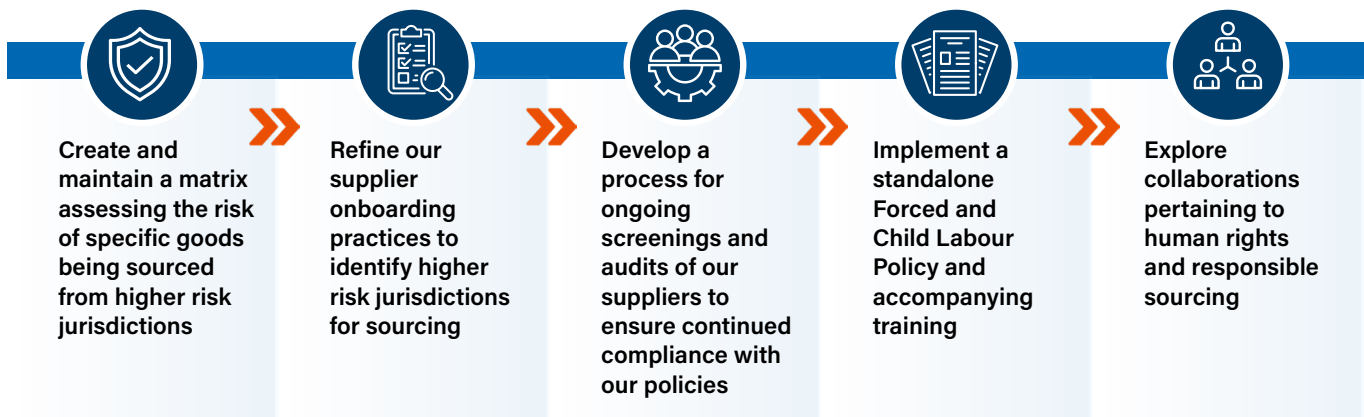 Create and
maintain a matrix
assessing the risk
of specific goods
being sourced
from higher risk
jurisdictions
Refine our
supplier
onboarding
practices to
identify higher
risk jurisdictions
for sourcing
Develop a
process for
ongoing
screenings and
audits of our
suppliers to
ensure continued
compliance with
our policies
Implement a
standalone
Forced and
Child Labour
Policy and
accompanying
training
Explore
collaborations
pertaining to
human rights
and responsible
sourcing